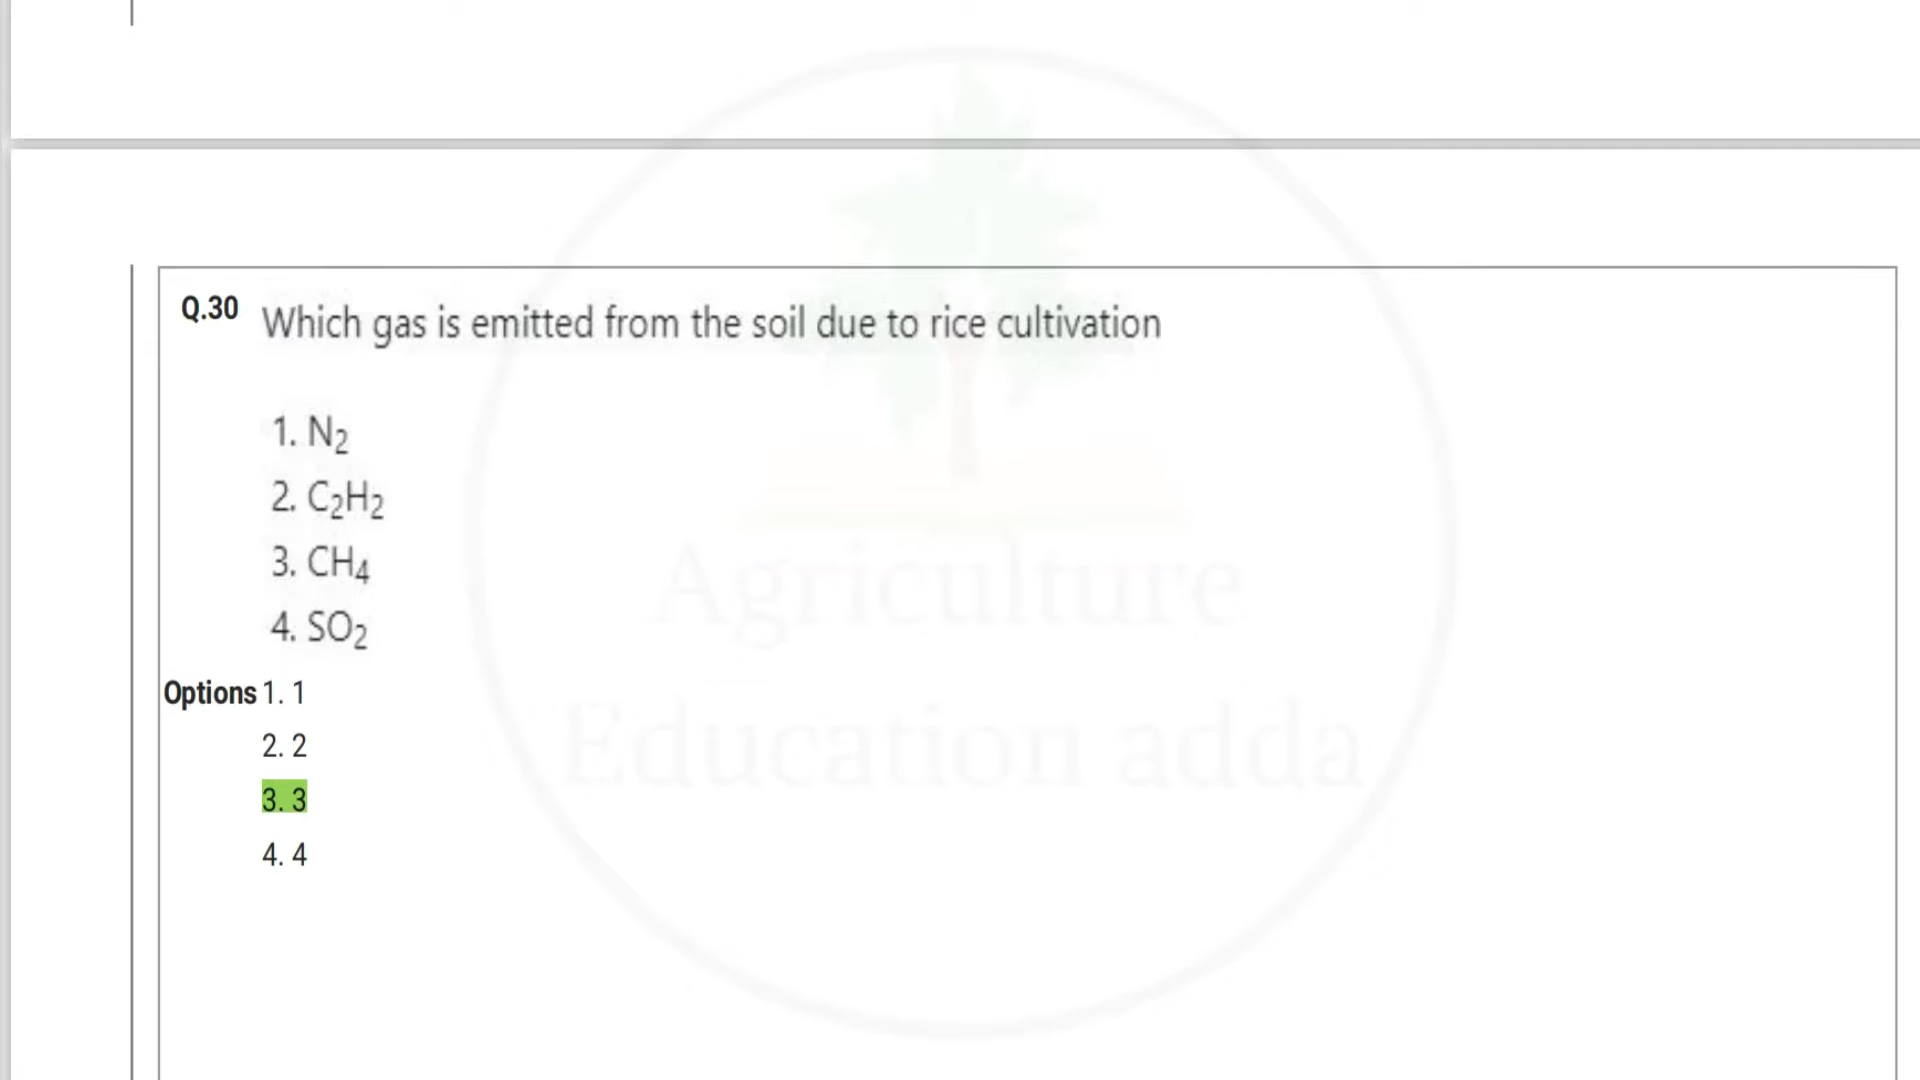 Q.30 Which gas is emitted from the soil due to rice cultivation
1. N₂
2. C₂H₂
3. CH₄
4. SO₂
Options 1. 1
2. 2
3. 3
4. 4
Agriculture
Education adda